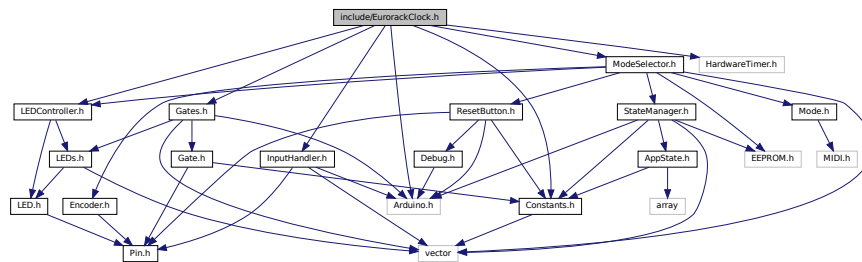 include/EurorackClock.h
ModeSelector.h
HardwareTimer.h
LEDController.h
Gates.h
ResetButton.h
StateManager.h
Mode.h
LEDs.h
Gate.h
InputHandler.h
Debug.h
AppState.h
EEPROM.h
MIDI.h
LED.h
Encoder.h
Arduino.h
Constants.h
array
Pin.h
vector